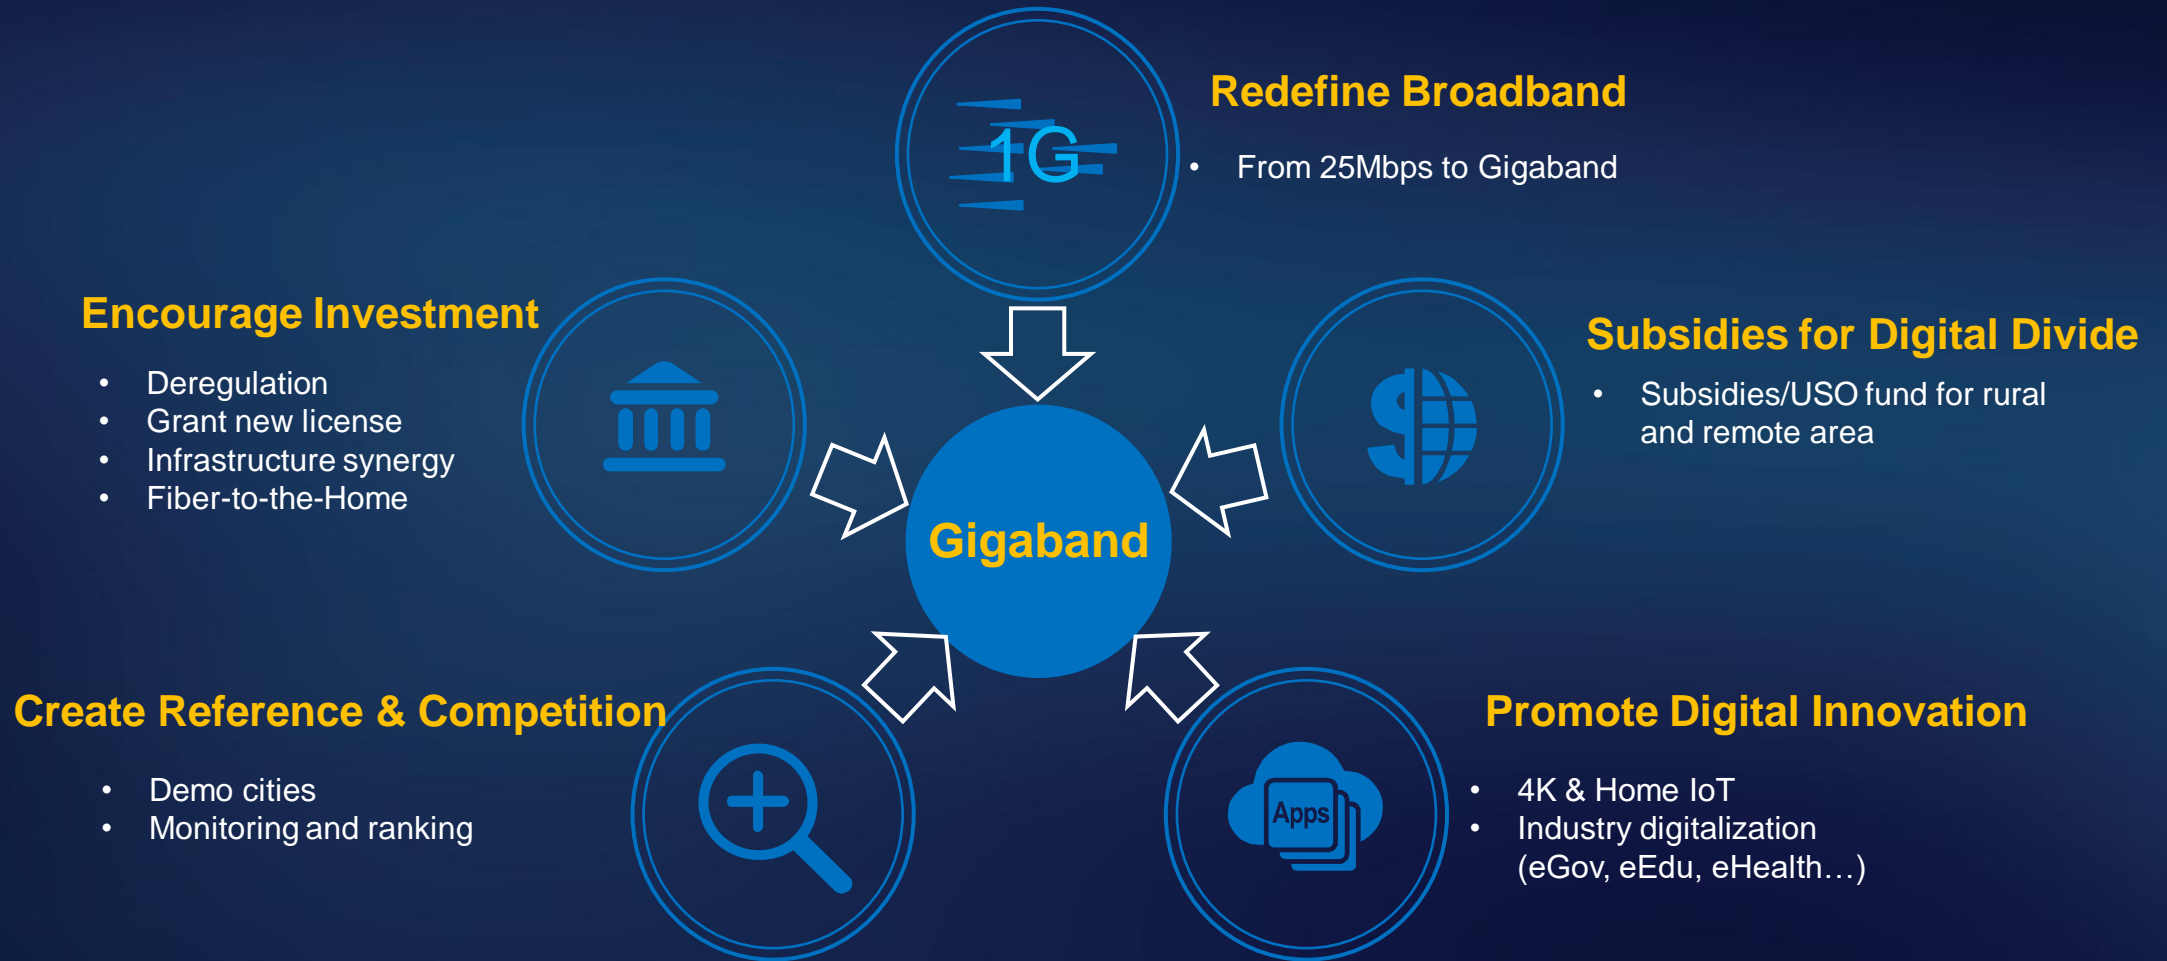 1G
Redefine Broadband
• From 25Mbps to Gigaband
Encourage Investment
• Deregulation
• Grant new license
• Infrastructure synergy
• Fiber-to-the-Home
Subsidies for Digital Divide
• Subsidies/USO fund for rural
and remote area
Gigaband
Create Reference & Competition
• Demo cities
• Monitoring and ranking
Promote Digital Innovation
• 4K & Home IoT
• Industry digitalization
(eGov, eEdu, eHealth…)
Apps